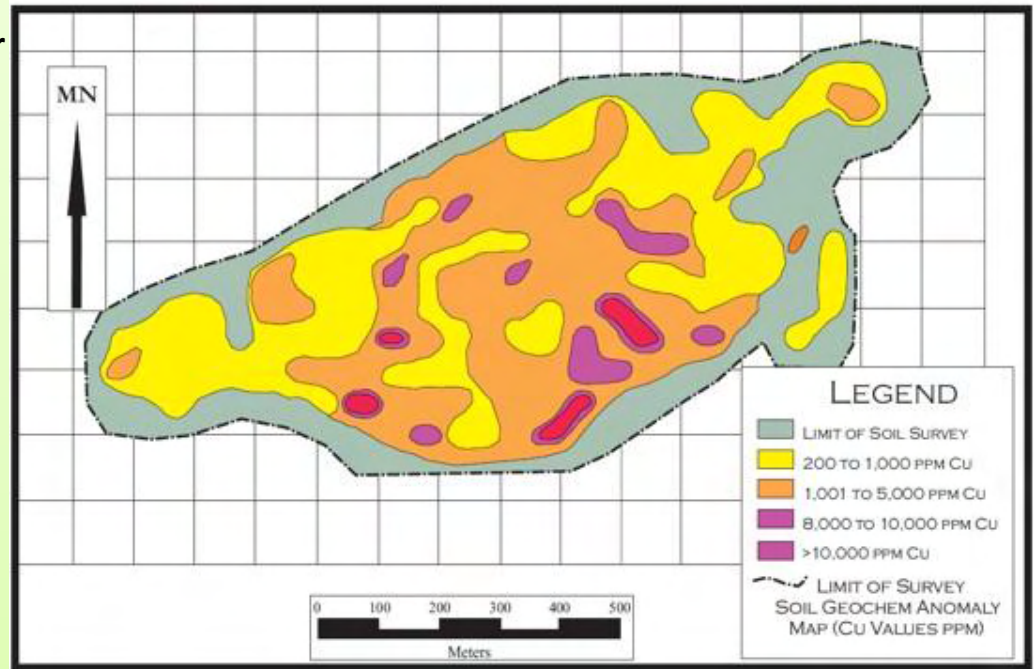 r
MN
LEGEND
LIMIT OF SOIL SURVEY
200 TO 1,000 PPM CU
1,001 TO 5,000 PPM CU
8,000 TO 10,000 PPM CU
>10,000 PPM CU
LIMIT OF SURVEY
SOIL GEOCHEM ANOMALY
MAP (CU VALUES PPM)
0 100 200 300 400 500
Meters